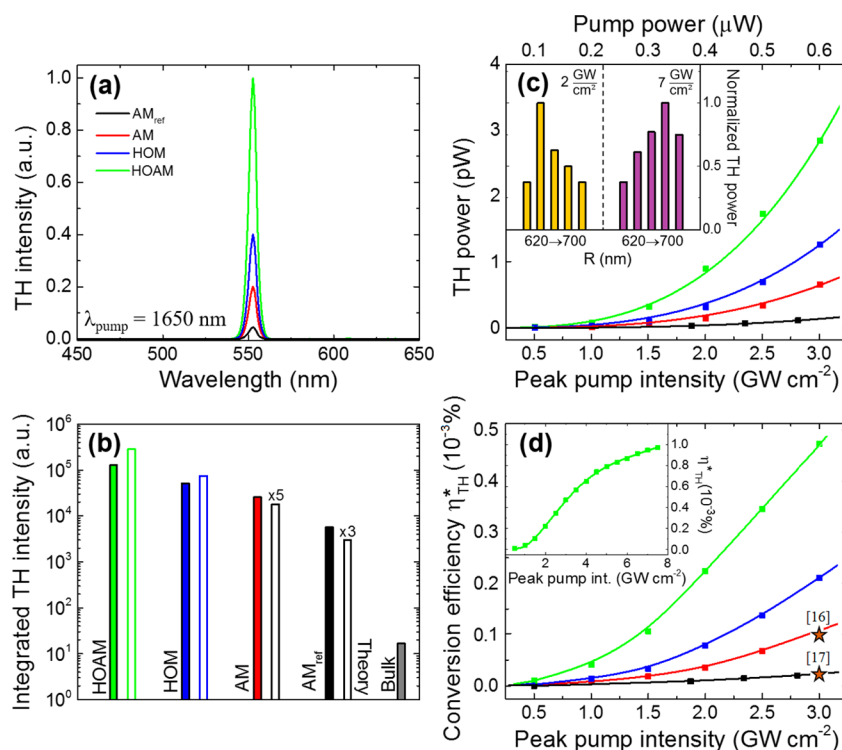 (a)
AM_ref
AM
HOM
HOAM
λ_pump = 1650 nm
TH intensity (a.u.)
1.0
0.8
0.6
0.4
0.2
0.0
450 500 550 600 650
Wavelength (nm)
Pump power (μW)
0.1 0.2 0.3 0.4 0.5 0.6
(c)
2 GW/cm²
7 GW/cm²
Normalized TH power
1.0
0.5
0.0
620→700 620→700
R (nm)
TH power (pW)
4
3
2
1
0
0.5 1.0 1.5 2.0 2.5 3.0
Peak pump intensity (GW cm⁻²)
(b)
Integrated TH intensity (a.u.)
10⁶
10⁵
10⁴
10³
10²
10¹
10⁰
HOAM
HOM
AM
x5
AM_ref
x3
Theory
Bulk
(d)
Conversion efficiency η*_TH (10⁻³%)
0.5
0.4
0.3
0.2
0.1
0.0
η*_TH (10⁻³%)
1.0
0.8
0.6
0.4
0.2
0.0
2 4 6 8
Peak pump int. (GW cm⁻²)
[16]
[17]
0.5 1.0 1.5 2.0 2.5 3.0
Peak pump intensity (GW cm⁻²)